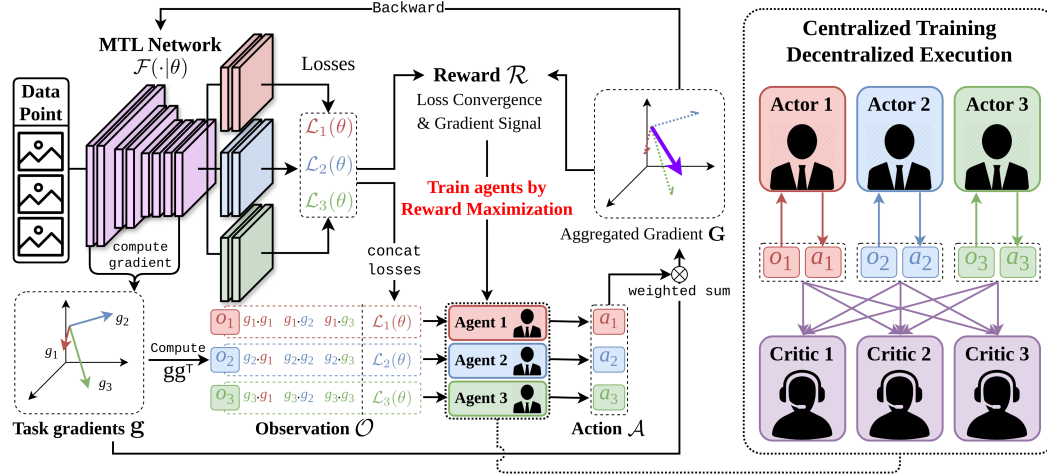 Backward
MTL Network
F(·|θ)
Losses
Data
Point
L₁(θ)
L₂(θ)
L₃(θ)
Reward R
Loss Convergence
& Gradient Signal
Train agents by
Reward Maximization
Aggregated Gradient G
compute
gradient
concat
losses
weighted sum
g₁
g₂
g₃
Task gradients g
Compute
ggᵀ
o₁ g₁.g₁ g₁.g₂ g₁.g₃ L₁(θ)
o₂ g₂.g₁ g₂.g₂ g₂.g₃ L₂(θ)
o₃ g₃.g₁ g₃.g₂ g₃.g₃ L₃(θ)
Observation O
Agent 1
Agent 2
Agent 3
a₁
a₂
a₃
Action A
Centralized Training
Decentralized Execution
Actor 1 Actor 2 Actor 3
o₁ a₁ o₂ a₂ o₃ a₃
Critic 1 Critic 2 Critic 3